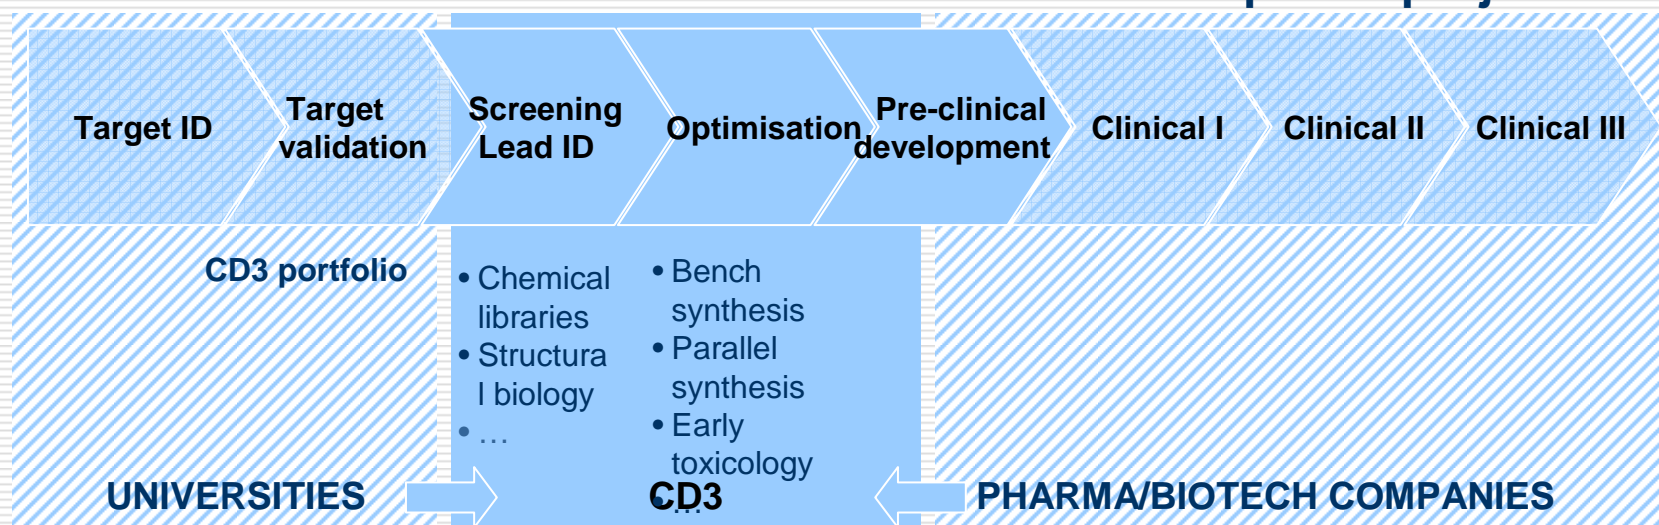 Target ID
Target
validation
Screening
Lead ID
Optimisation
Pre-clinical
development
Clinical I
Clinical II
Clinical III
CD3 portfolio
• Chemical
libraries
• Structura
l biology
• …
• Bench
synthesis
• Parallel
synthesis
• Early
toxicology
• …
UNIVERSITIES
CD3
PHARMA/BIOTECH COMPANIES